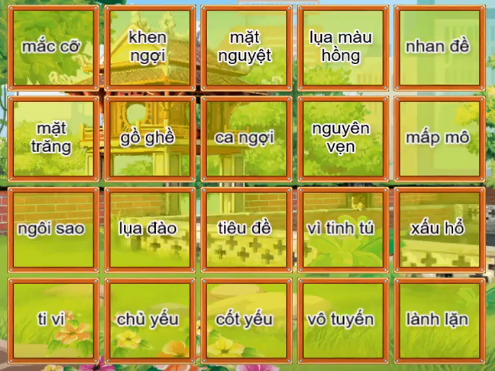 mắc cỡ
khen
ngợi
mặt
nguyệt
lụa màu
hồng
nhan đề
mặt
trăng
gồ ghề
ca ngợi
nguyên
vẹn
mấp mô
ngôi sao
lụa đào
tiêu đề
vì tinh tú
xấu hổ
ti vi
chủ yếu
cốt yếu
vô tuyến
lành lặn